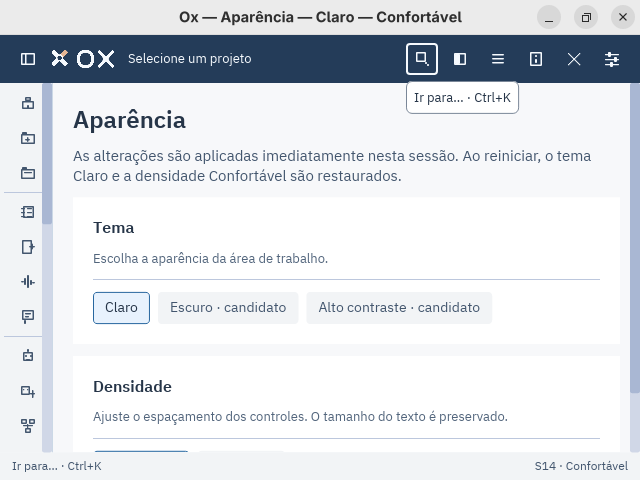 Ox — Aparência — Claro — Confortável
OX
Selecione um projeto
Ir para... · Ctrl+K
Aparência
As alterações são aplicadas imediatamente nesta sessão. Ao reiniciar, o tema
Claro e a densidade Confortável são restaurados.
Tema
Escolha a aparência da área de trabalho.
Claro
Escuro · candidato
Alto contraste · candidato
Densidade
Ajuste o espaçamento dos controles. O tamanho do texto é preservado.
Ir para... · Ctrl+K
S14 · Confortável